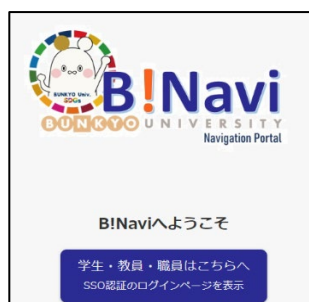 BUNKYO Univ.
SDGs
B!Navi
BUNKYO UNIVERSITY
Navigation Portal
B!Naviへようこそ
学生・教員・職員はこちらへ
SSO認証のログインページを表示